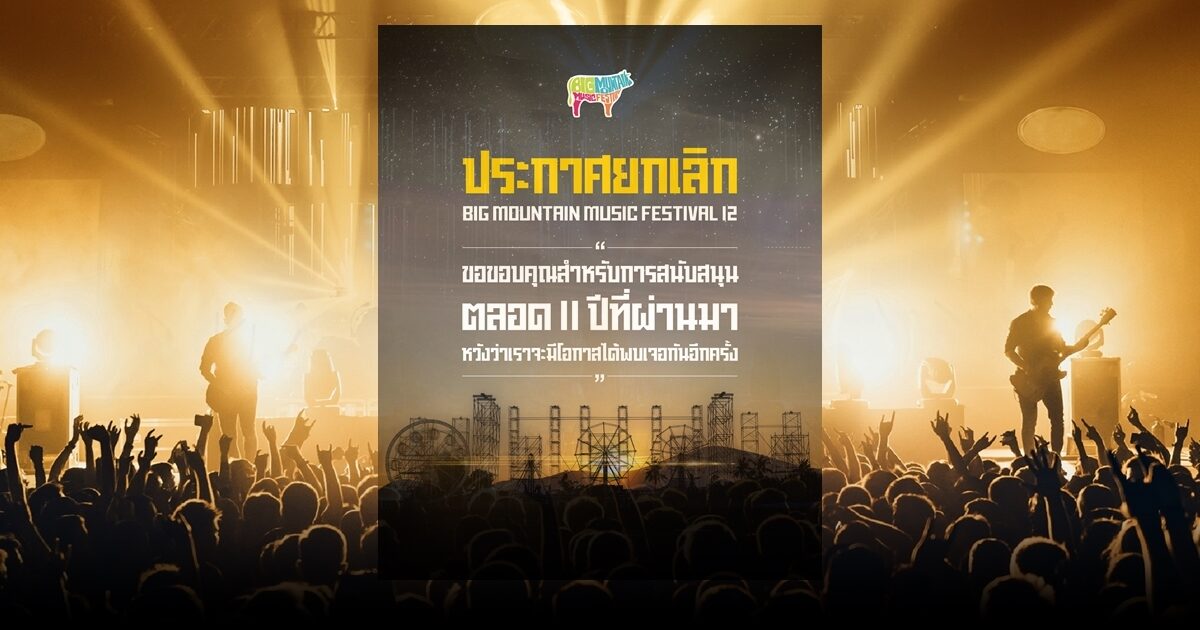 BIG MOUNTAIN
MUSIC FESTIVAL
ประกาศยกเลิก
BIG MOUNTAIN MUSIC FESTIVAL 12
“
ขอขอบคุณสำหรับการสนับสนุน
ตลอด 11 ปีที่ผ่านมา
หวังว่าเราจะมีโอกาสได้พบเจอกันอีกครั้ง
”